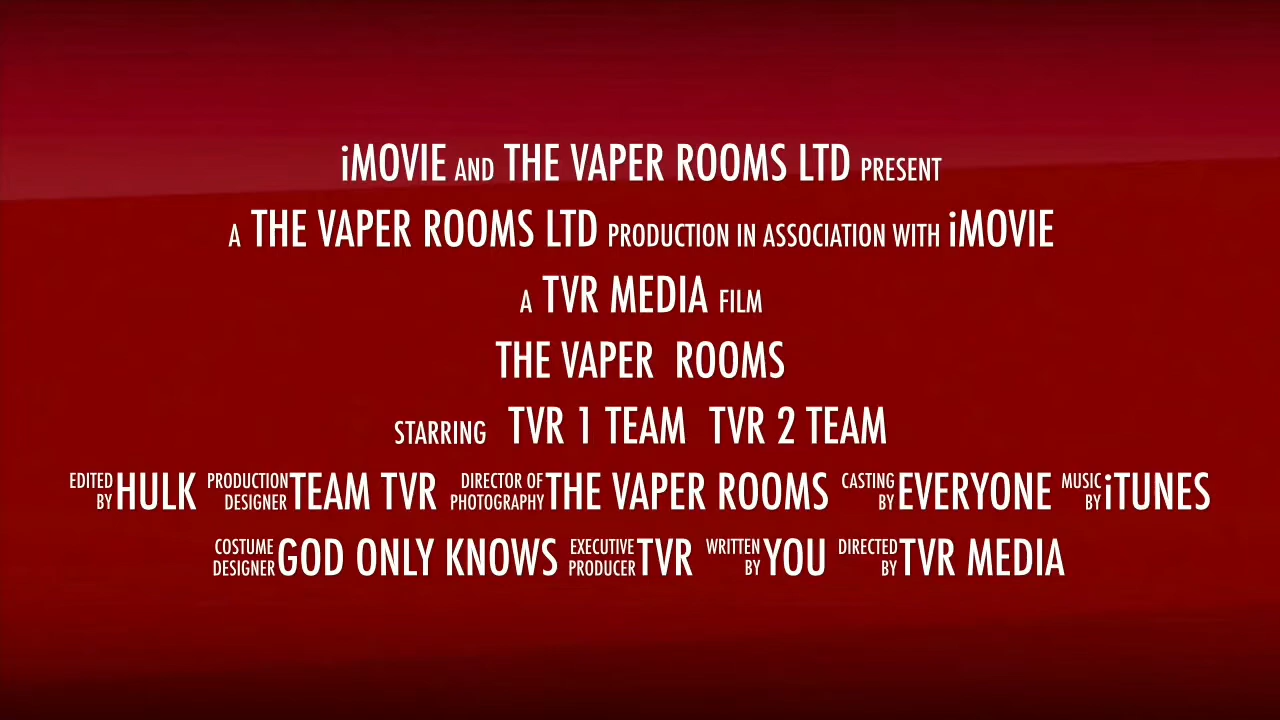 iMOVIE AND THE VAPER ROOMS LTD PRESENT
A THE VAPER ROOMS LTD PRODUCTION IN ASSOCIATION WITH iMOVIE
A TVR MEDIA FILM
THE VAPER ROOMS
STARRING TVR 1 TEAM TVR 2 TEAM
EDITED BY HULK PRODUCTION DESIGNER TEAM TVR DIRECTOR OF PHOTOGRAPHY THE VAPER ROOMS CASTING BY EVERYONE MUSIC BY iTUNES
COSTUME DESIGNER GOD ONLY KNOWS EXECUTIVE PRODUCER TVR WRITTEN BY YOU DIRECTED BY TVR MEDIA